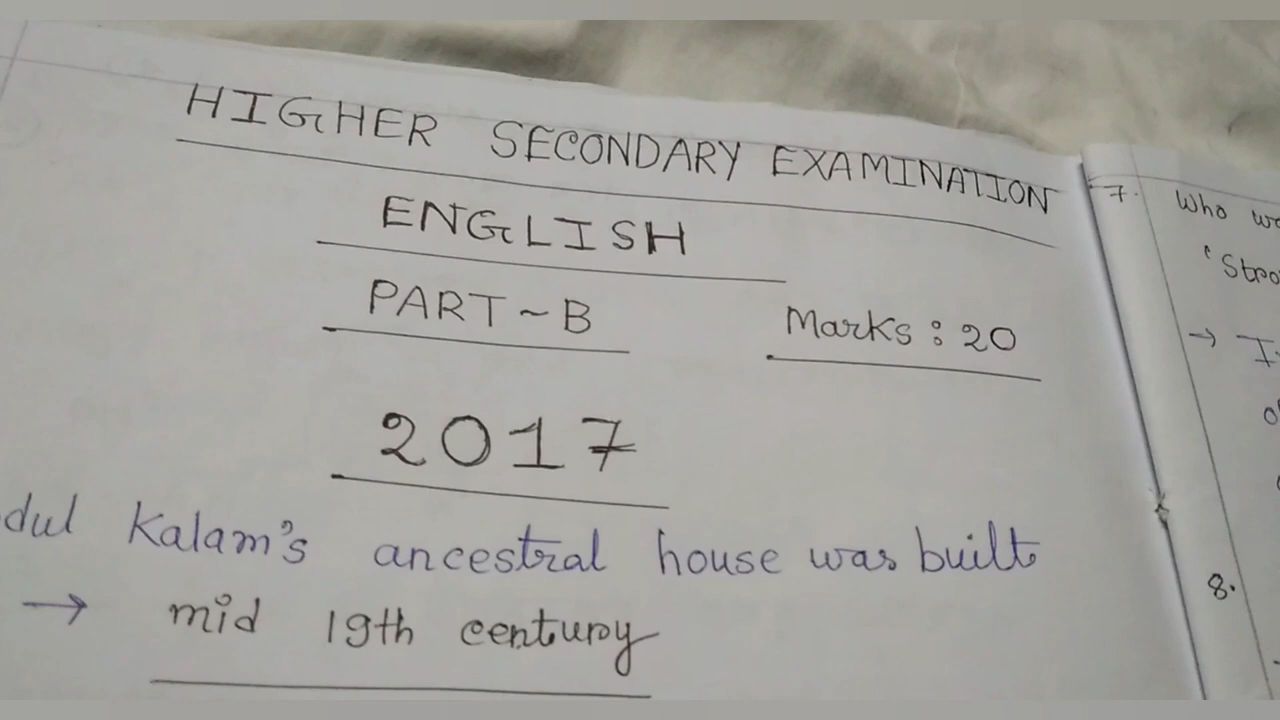 HIGHER SECONDARY EXAMINATION
ENGLISH
PART-B
Marks: 20
2017
Kalam's ancestral house was built
→ mid 19th century
7. Who
→
8.